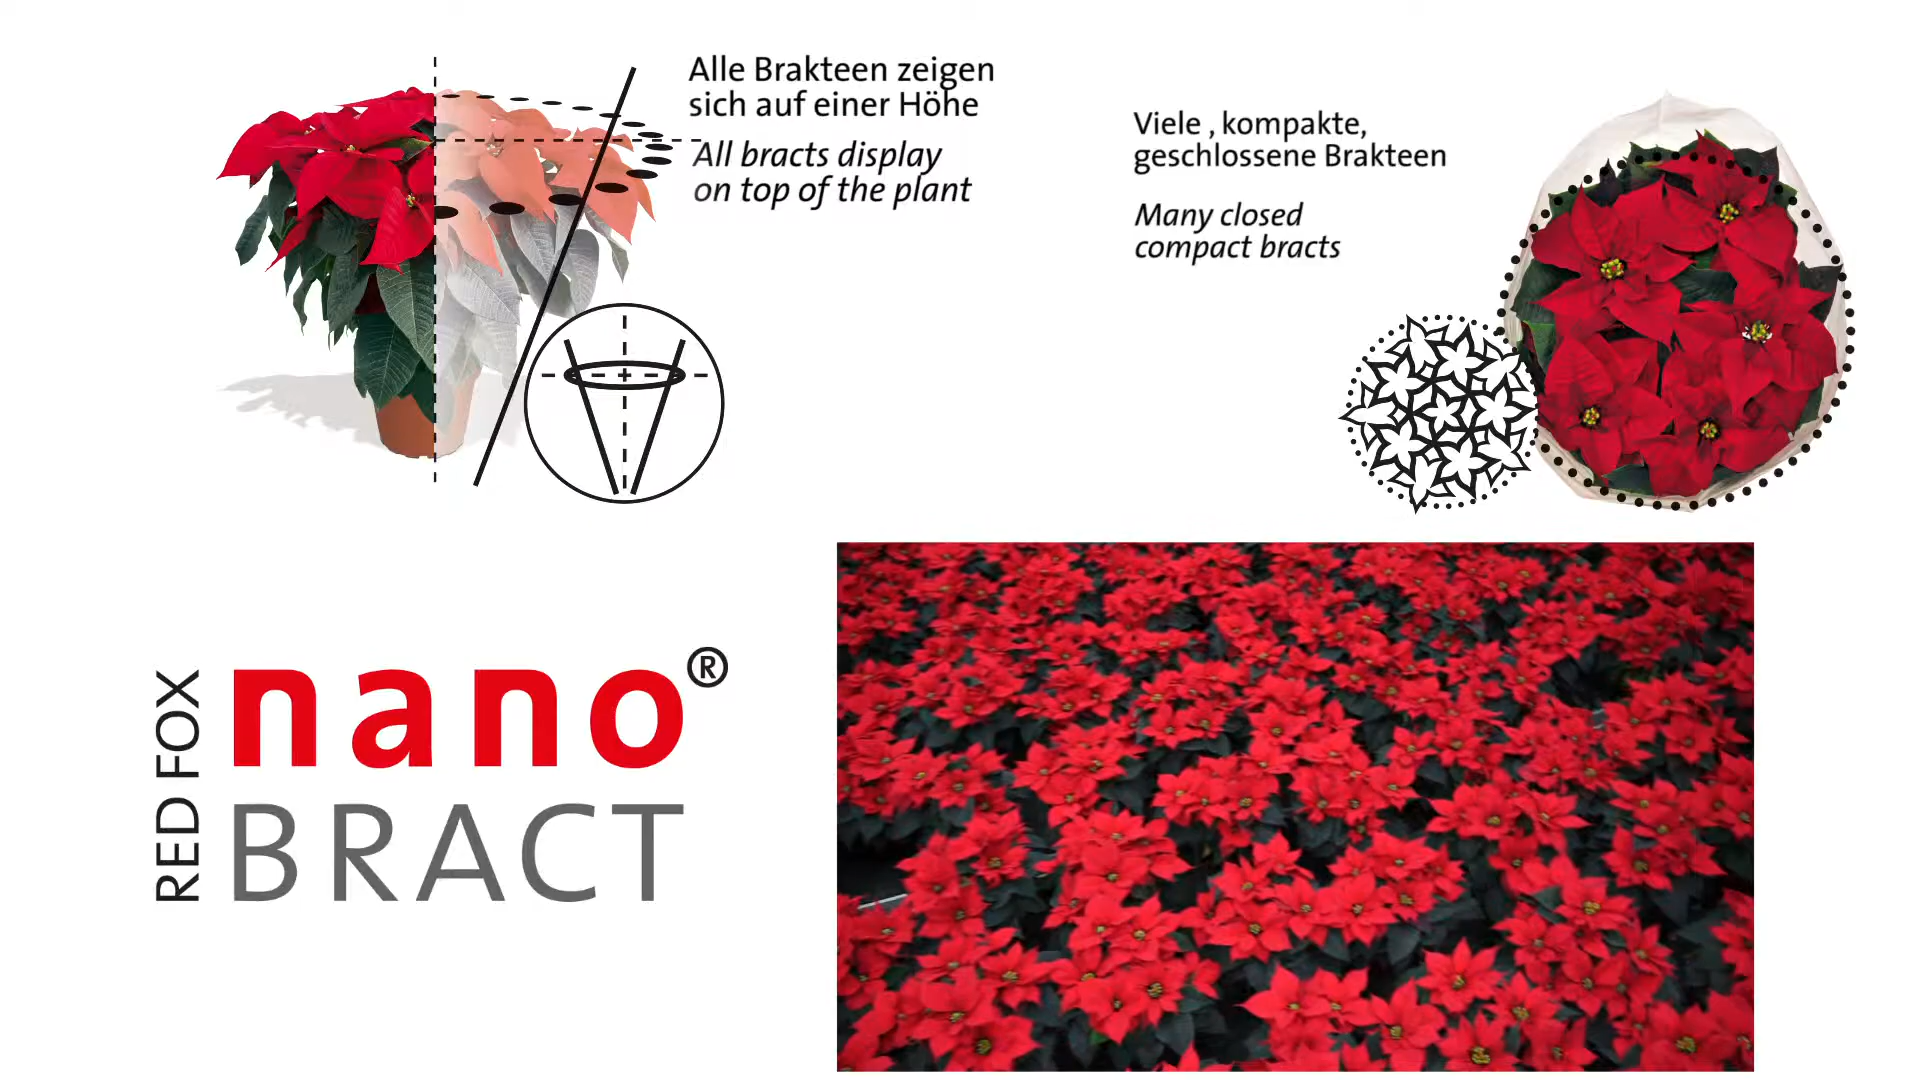 Alle Brakteen zeigen
sich auf einer Höhe
All bracts display
on top of the plant
Viele , kompakte,
geschlossene Brakteen
Many closed
compact bracts
RED FOX
nano®
BRACT